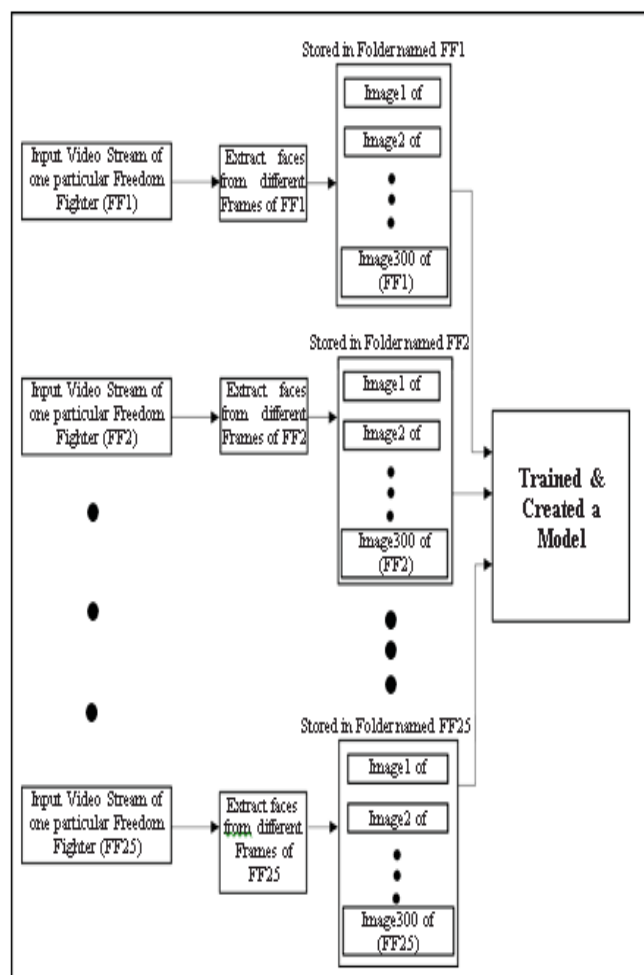 Stored in Folder named FF1
Image1 of
Image2 of
Input Video Stream of
one particular Freedom
Fighter (FF1)
Extract faces
from different
Frames of FF1
Image300 of
(FF1)
Stored in Folder named FF2
Image1 of
Image2 of
Input Video Stream of
one particular Freedom
Fighter (FF2)
Extract faces
from different
Frames of FF2
Image300 of
(FF2)
Trained &
Created a
Model
Stored in Folder named FF25
Image1 of
Image2 of
Input Video Stream of
one particular Freedom
Fighter (FF25)
Extract faces
from different
Frames of
FF25
Image300 of
(FF25)